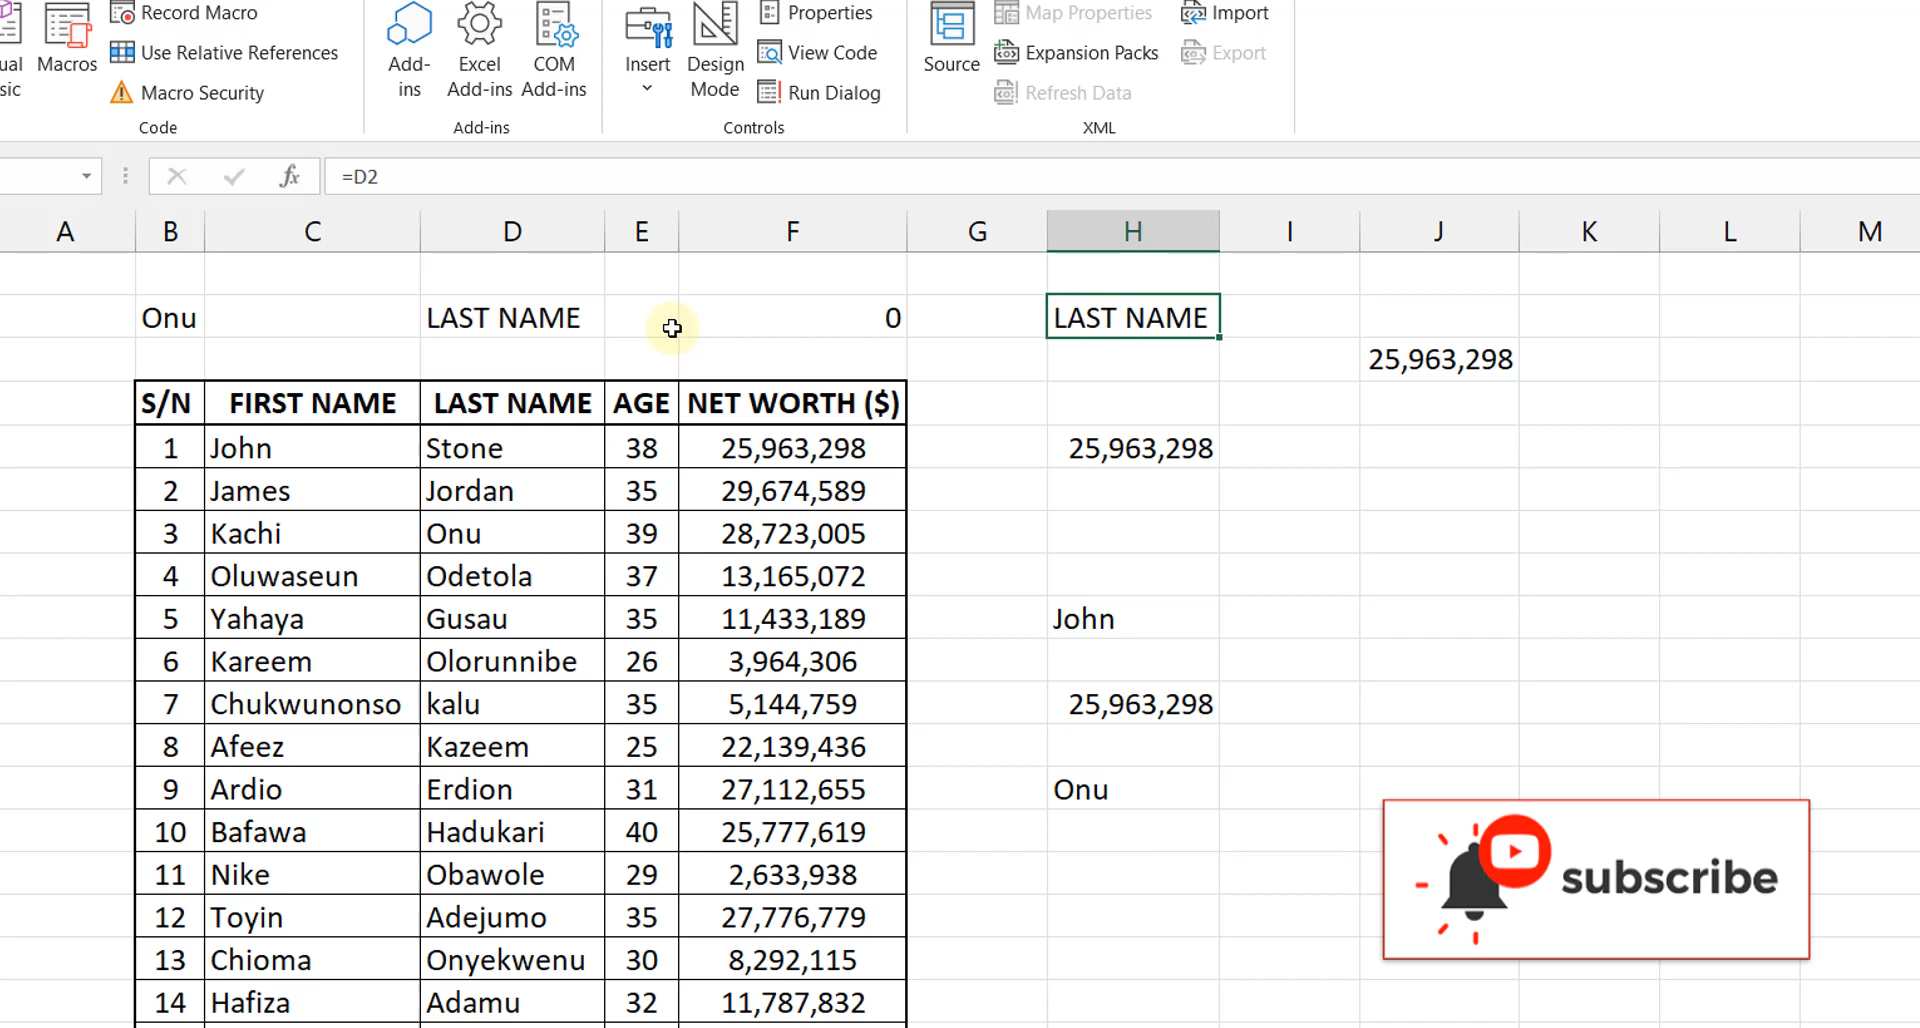 Record Macro
Use Relative References
Macro Security
ual
sic
Macros
Code
Add-
ins
Excel
Add-ins
COM
Add-ins
Add-ins
Insert
Design
Mode
Properties
View Code
Run Dialog
Controls
Source
Map Properties
Expansion Packs
Refresh Data
Import
Export
XML
fx
=D2
A B C D E F G H I J K L M
Onu LAST NAME 0 LAST NAME
25,963,298
S/N FIRST NAME LAST NAME AGE NET WORTH ($)
1 John Stone 38 25,963,298 25,963,298
2 James Jordan 35 29,674,589
3 Kachi Onu 39 28,723,005
4 Oluwaseun Odetola 37 13,165,072
5 Yahaya Gusau 35 11,433,189 John
6 Kareem Olorunnibe 26 3,964,306
7 Chukwunonso kalu 35 5,144,759 25,963,298
8 Afeez Kazeem 25 22,139,436
9 Ardio Erdion 31 27,112,655 Onu
10 Bafawa Hadukari 40 25,777,619
11 Nike Obawole 29 2,633,938
12 Toyin Adejumo 35 27,776,779
13 Chioma Onyekwenu 30 8,292,115
14 Hafiza Adamu 32 11,787,832
subscribe